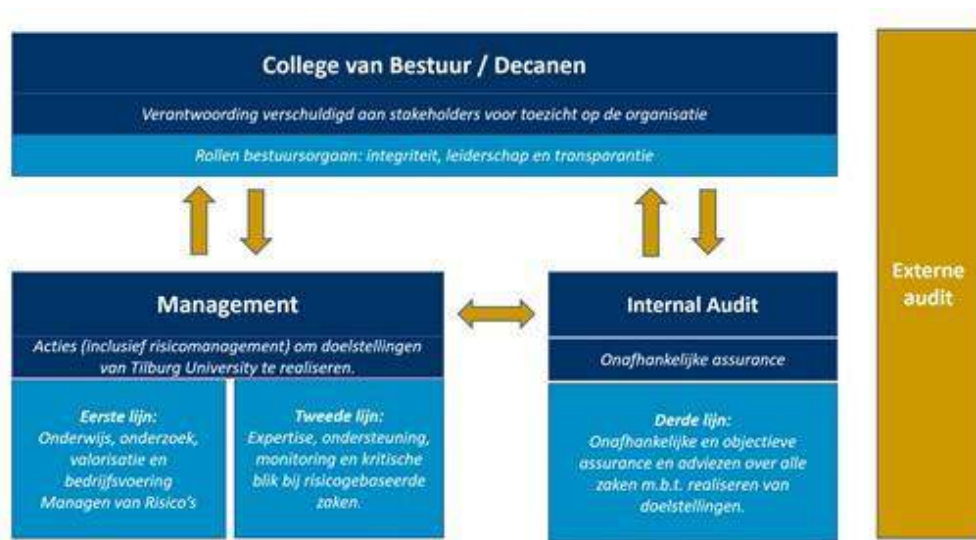 College van Bestuur / Decanen
Verantwoording verschuldigd aan stakeholders voor toezicht op de organisatie
Rollen bestuursorgaan: integriteit, leiderschap en transparantie
Management
Acties (inclusief risicomanagement) om doelstellingen
van Tilburg University te realiseren.
Eerste lijn:
Onderwijs, onderzoek,
valorisatie en
bedrijfsvoering
Managen van Risico's
Tweede lijn:
Expertise, ondersteuning,
monitoring en kritische
blik bij risicogebaseerde
zaken.
Internal Audit
Onafhankelijke assurance
Derde lijn:
Onafhankelijke en objectieve
assurance en adviezen over alle
zaken m.b.t. realiseren van
doelstellingen.
Externe
audit